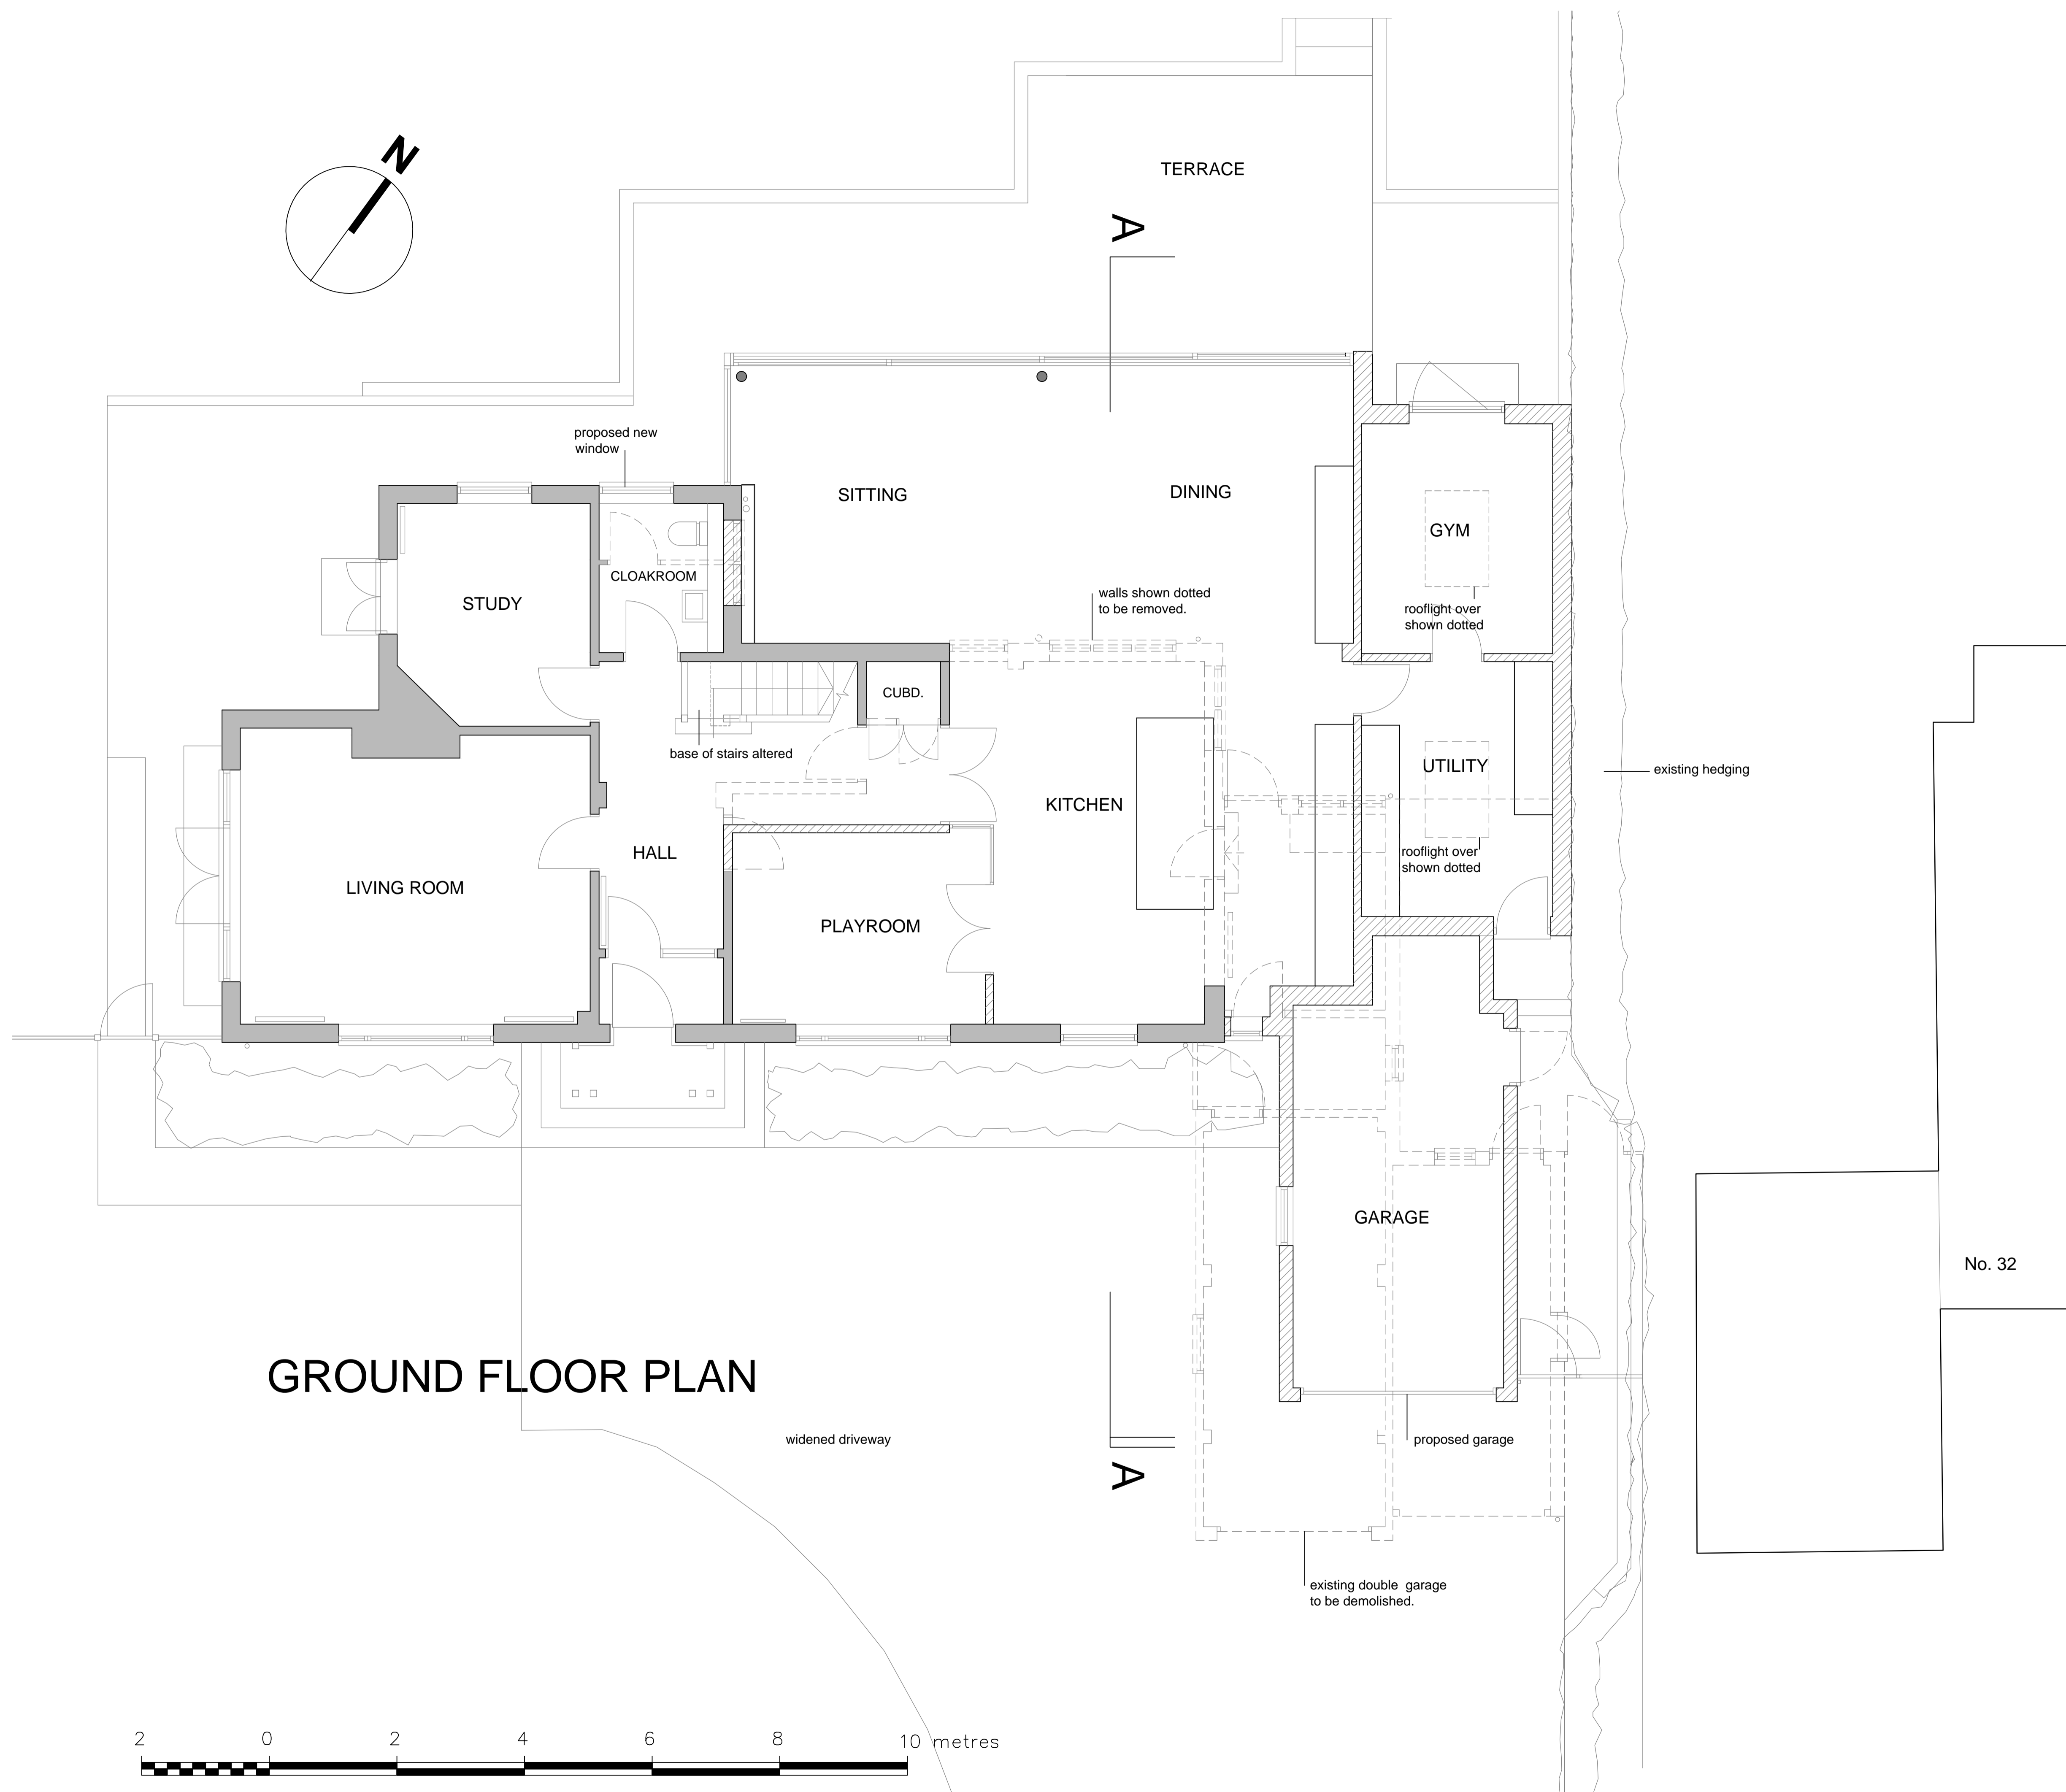 N
TERRACE
A
proposed new
window
SITTING
DINING
GYM
CLOAKROOM
STUDY
walls shown dotted
to be removed.
rooflight over
shown dotted
CUBD.
base of stairs altered
UTILITY
existing hedging
KITCHEN
HALL
rooflight over
shown dotted
LIVING ROOM
PLAYROOM
GARAGE
No. 32
GROUND FLOOR PLAN
widened driveway
proposed garage
A
existing double garage
to be demolished.
2 0 2 4 6 8 10 metres